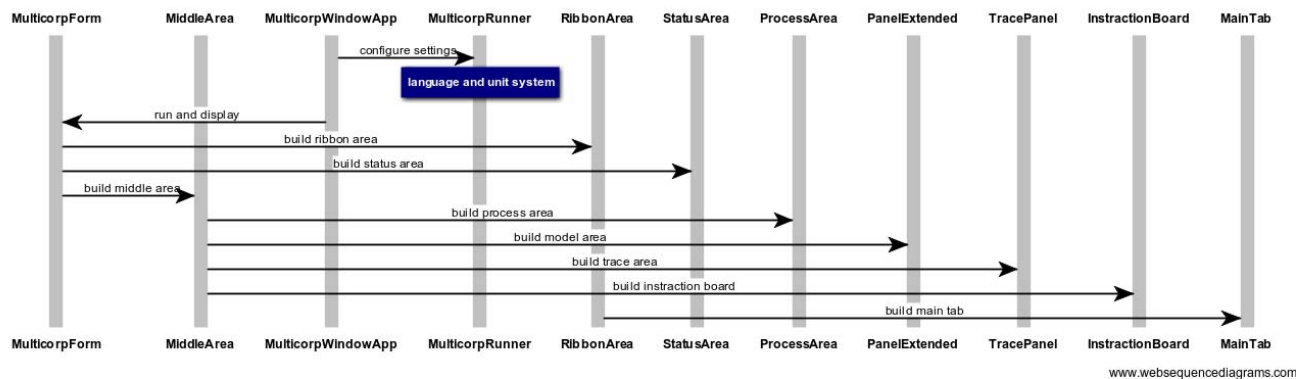 MulticorpForm MiddleArea MulticorpWindowApp MulticorpRunner RibbonArea StatusArea ProcessArea PanelExtended TracePanel InstractionBoard MainTab
configure settings
language and unit system
run and display
build ribbon area
build status area
build middle area
build process area
build model area
build trace area
build instraction board
build main tab
MulticorpForm MiddleArea MulticorpWindowApp MulticorpRunner RibbonArea StatusArea ProcessArea PanelExtended TracePanel InstractionBoard MainTab
www.websequencediagrams.com